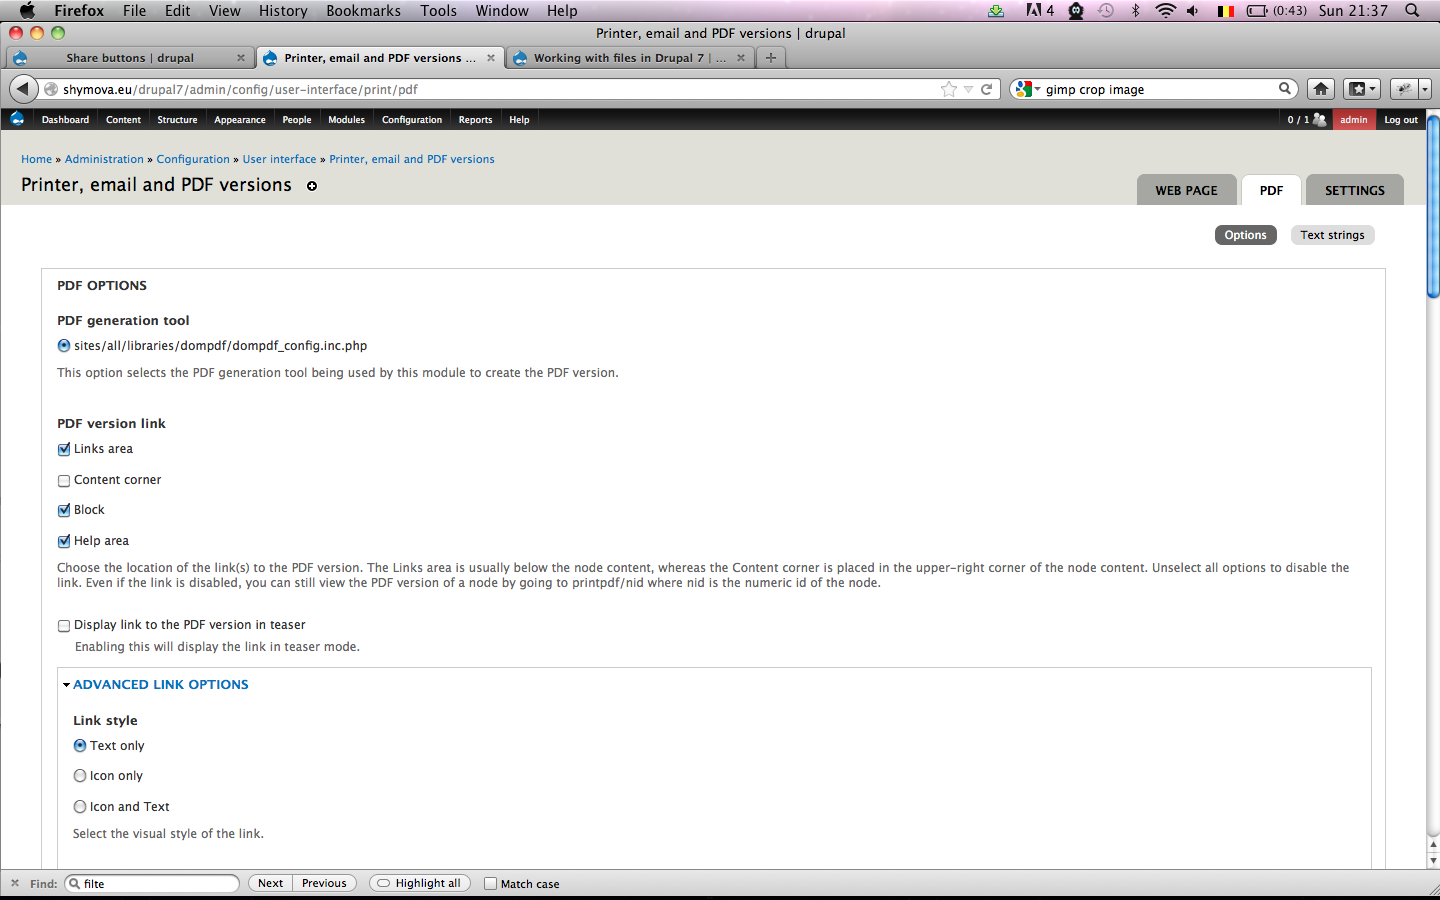 Firefox File Edit View History Bookmarks Tools Window Help 4 (0:43) Sun 21:37
Printer, email and PDF versions | drupal
Share buttons | drupal Printer, email and PDF versions ... Working with files in Drupal 7 | ...
shymova.eu/drupal7/admin/config/user-interface/print/pdf gimp crop image
Dashboard Content Structure Appearance People Modules Configuration Reports Help 0 / 1 admin Log out
Home » Administration » Configuration » User interface » Printer, email and PDF versions
Printer, email and PDF versions
WEB PAGE PDF SETTINGS
Options Text strings
PDF OPTIONS
PDF generation tool
sites/all/libraries/dompdf/dompdf_config.inc.php
This option selects the PDF generation tool being used by this module to create the PDF version.
PDF version link
Links area
Content corner
Block
Help area
Choose the location of the link(s) to the PDF version. The Links area is usually below the node content, whereas the Content corner is placed in the upper-right corner of the node content. Unselect all options to disable the
link. Even if the link is disabled, you can still view the PDF version of a node by going to printpdf/nid where nid is the numeric id of the node.
Display link to the PDF version in teaser
Enabling this will display the link in teaser mode.
ADVANCED LINK OPTIONS
Link style
Text only
Icon only
Icon and Text
Select the visual style of the link.
Find: filte Next Previous Highlight all Match case